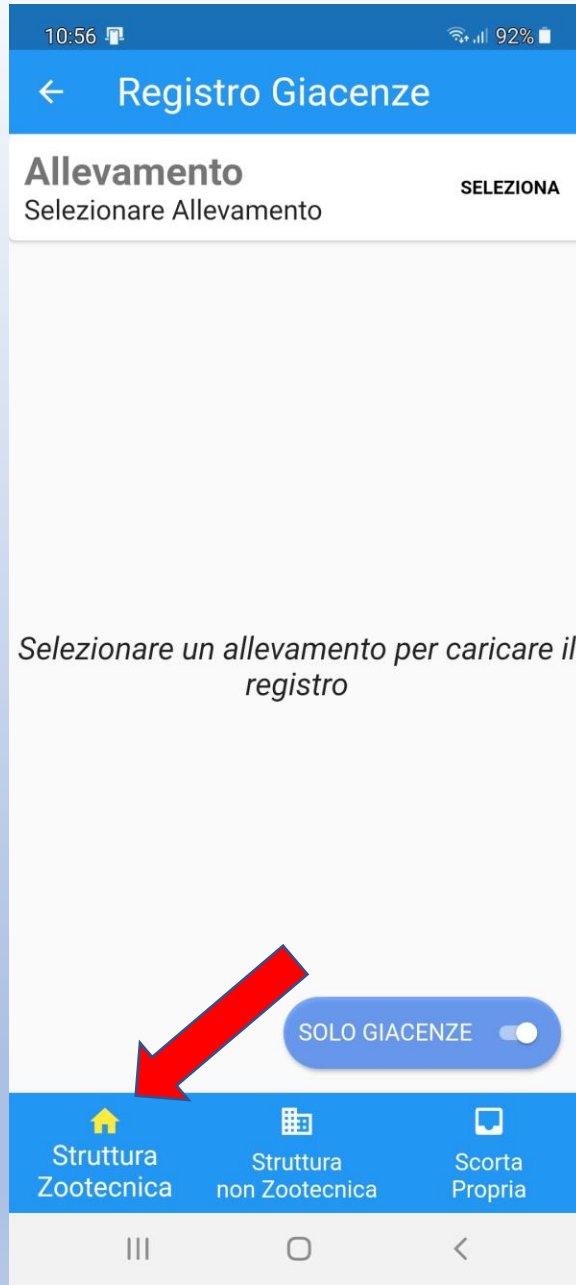 10:56 92%
Registro Giacenze
Allevamento
Selezionare Allevamento
SELEZIONA
Selezionare un allevamento per caricare il
registro
SOLO GIACENZE
Struttura
Zootecnica
Struttura
non Zootecnica
Scorta
Propria